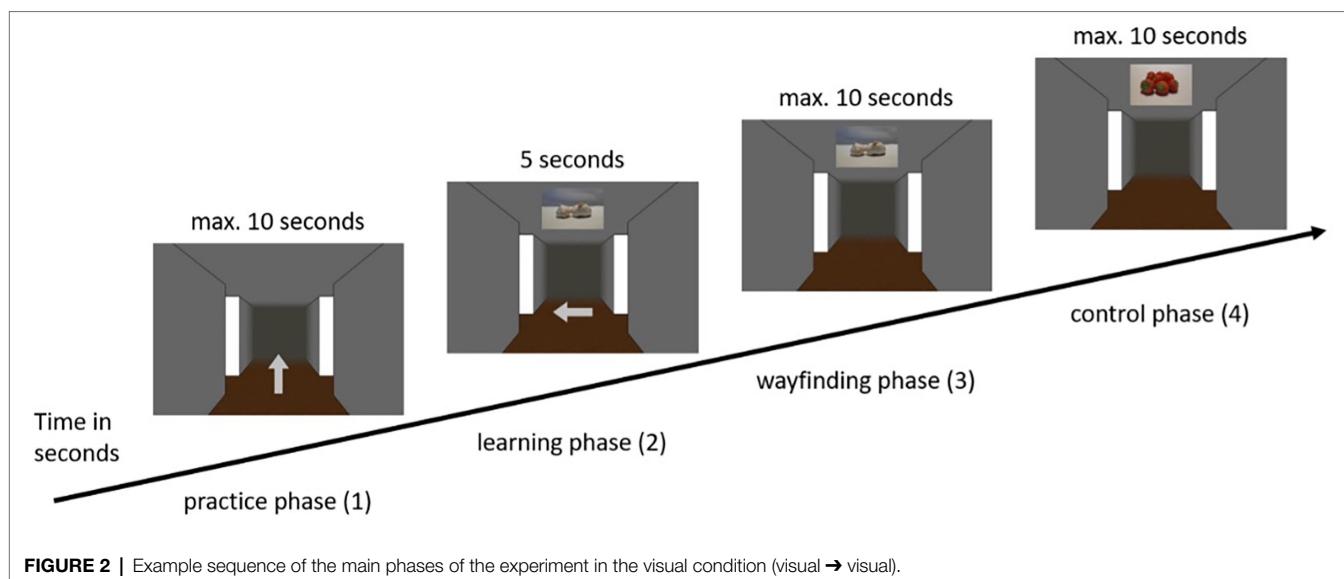 max. 10 seconds
max. 10 seconds
5 seconds
max. 10 seconds
control phase (4)
wayfinding phase (3)
Time in
seconds
learning phase (2)
practice phase (1)
FIGURE 2 | Example sequence of the main phases of the experiment in the visual condition (visual ➔ visual).